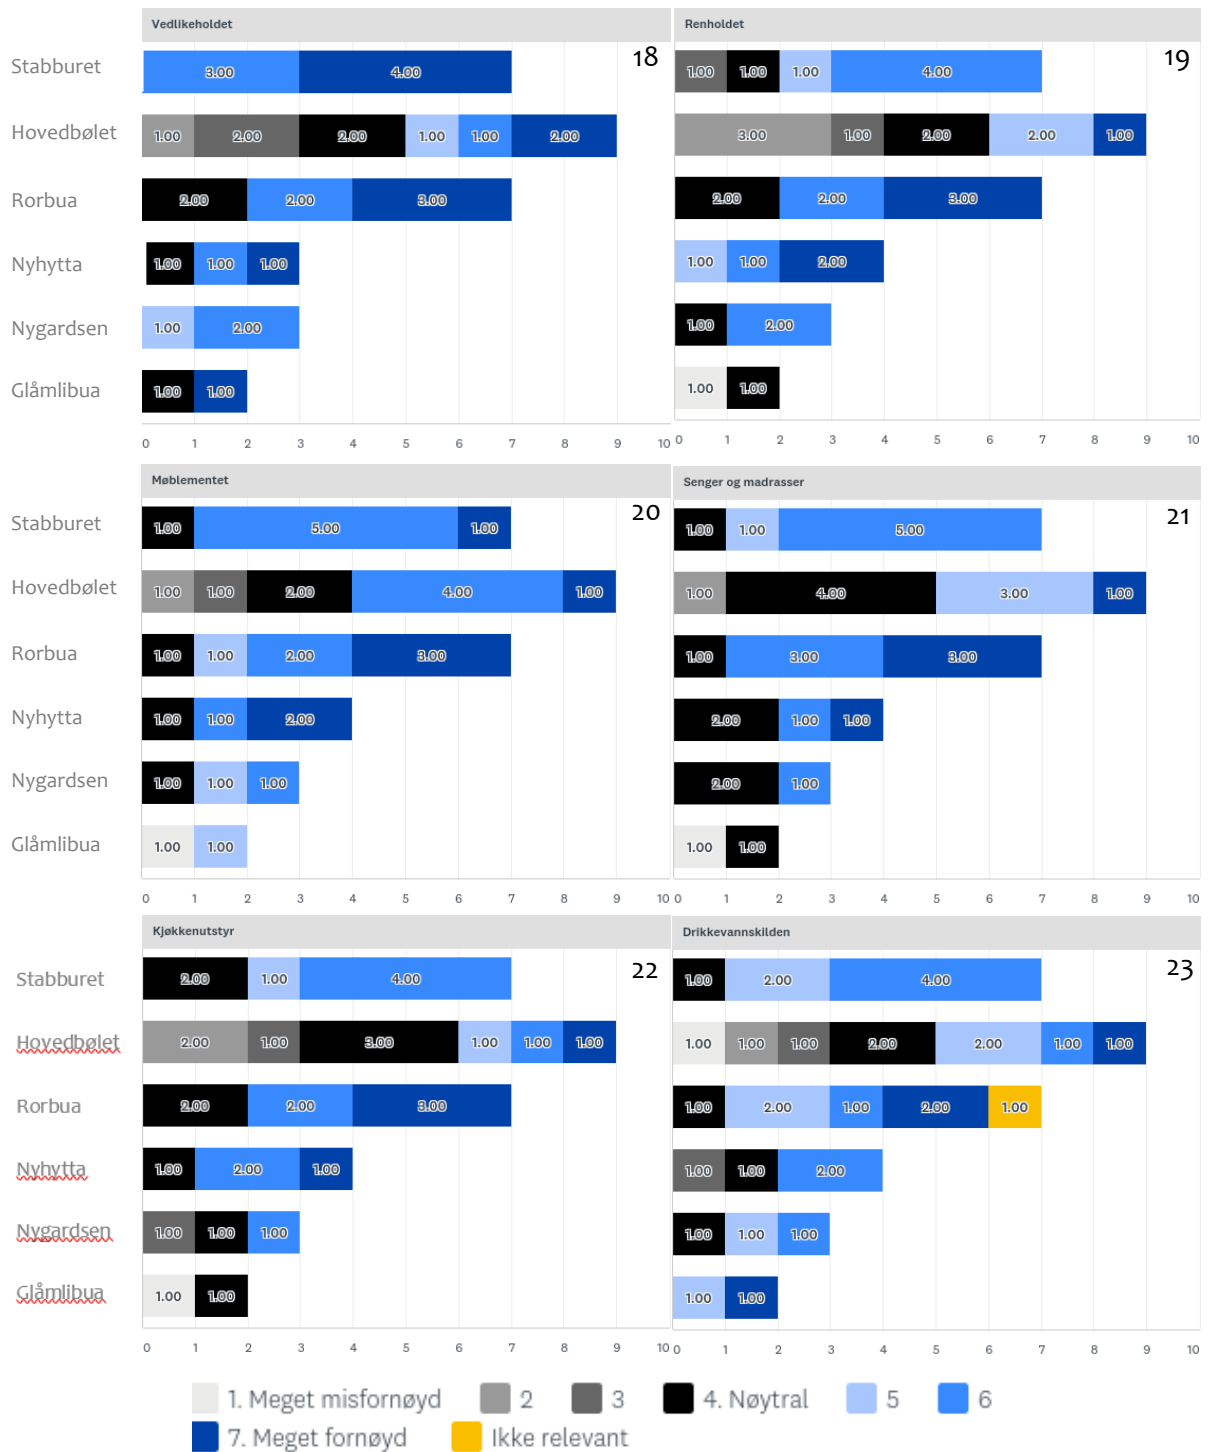 Vedlikeholdet
Renholdet
18
19
Stabburet 3.00 4.00
1.00 1.00 1.00 4.00
Hovedbølet 1.00 2.00 2.00 1.00 1.00 2.00
3.00 1.00 2.00 2.00 1.00
Rorbua 2.00 2.00 3.00
2.00 2.00 3.00
Nyhytta 1.00 1.00 1.00
1.00 1.00 2.00
Nygardsen 1.00 2.00
1.00 2.00
Glåmlibua 1.00 1.00
1.00 1.00
0 1 2 3 4 5 6 7 8 9 10
0 1 2 3 4 5 6 7 8 9 10
Møblementet
Senger og madrasser
20
21
Stabburet 1.00 5.00 1.00
1.00 1.00 5.00
Hovedbølet 1.00 1.00 2.00 4.00 1.00
1.00 4.00 3.00 1.00
Rorbua 1.00 1.00 2.00 3.00
1.00 3.00 3.00
Nyhytta 1.00 1.00 2.00
2.00 1.00 1.00
Nygardsen 1.00 1.00 1.00
2.00 1.00
Glåmlibua 1.00 1.00
1.00 1.00
0 1 2 3 4 5 6 7 8 9 10
0 1 2 3 4 5 6 7 8 9 10
Kjøkkenutstyr
Drikkevannskilden
22
23
Stabburet 2.00 1.00 4.00
1.00 2.00 4.00
Hovedbølet 2.00 1.00 3.00 1.00 1.00 1.00
1.00 1.00 1.00 2.00 2.00 1.00 1.00
Rorbua 2.00 2.00 3.00
1.00 2.00 1.00 2.00 1.00
Nyhytta 1.00 2.00 1.00
1.00 1.00 2.00
Nygardsen 1.00 1.00 1.00
1.00 1.00 1.00
Glåmlibua 1.00 1.00
1.00 1.00
0 1 2 3 4 5 6 7 8 9 10
0 1 2 3 4 5 6 7 8 9 10
1. Meget misfornøyd 2 3 4. Nøytral 5 6
7. Meget fornøyd Ikke relevant